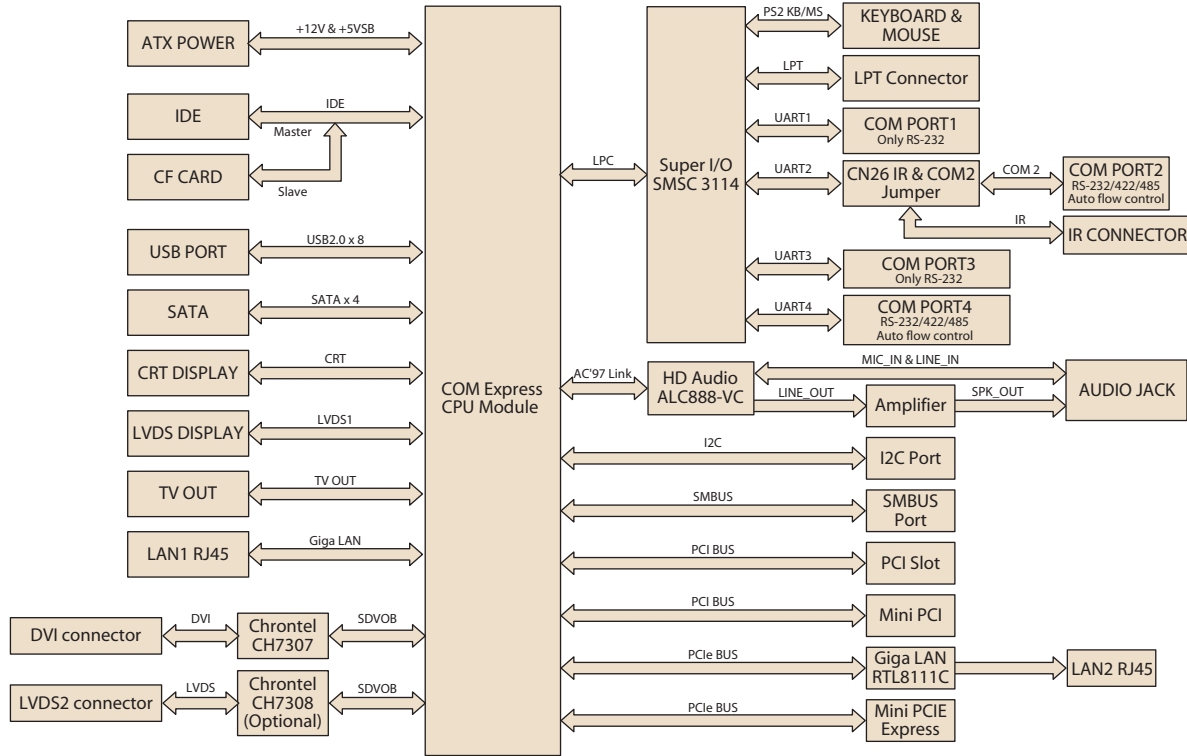 ATX POWER
+12V & +5VSB
IDE
IDE
Master
CF CARD
Slave
USB PORT
USB2.0 x 8
SATA
SATA x 4
CRT DISPLAY
CRT
LVDS DISPLAY
LVDS1
TV OUT
TV OUT
LAN1 RJ45
Giga LAN
DVI connector
DVI
Chrontel
CH7307
SDVOB
LVDS2 connector
LVDS
Chrontel
CH7308
(Optional)
SDVOB
COM Express
CPU Module
LPC
Super I/O
SMSC 3114
PS2 KB/MS
KEYBOARD &
MOUSE
LPT
LPT Connector
UART1
COM PORT1
Only RS-232
UART2
CN26 IR & COM2
Jumper
COM 2
COM PORT2
RS-232/422/485
Auto flow control
IR
IR CONNECTOR
UART3
COM PORT3
Only RS-232
UART4
COM PORT4
RS-232/422/485
Auto flow control
AC'97 Link
HD Audio
ALC888-VC
MIC_IN & LINE_IN
LINE_OUT
Amplifier
SPK_OUT
AUDIO JACK
I2C
I2C Port
SMBUS
SMBUS
Port
PCI BUS
PCI Slot
PCI BUS
Mini PCI
PCIe BUS
Giga LAN
RTL8111C
LAN2 RJ45
PCIe BUS
Mini PCIE
Express